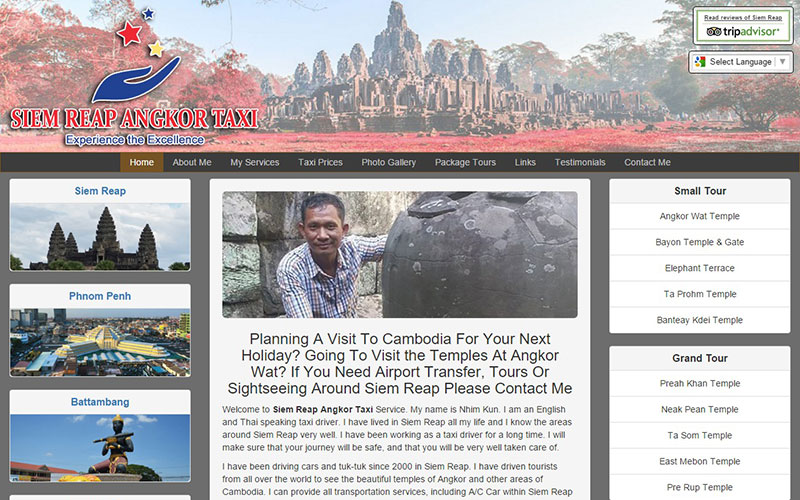 Read reviews of Siem Reap
tripadvisor
Select Language ▼
SIEM REAP ANGKOR TAXI
Experience the Excellence
Home About Me My Services Taxi Prices Photo Gallery Package Tours Links Testimonials Contact Me
Siem Reap
Phnom Penh
Battambang
Planning A Visit To Cambodia For Your Next
Holiday? Going To Visit the Temples At Angkor
Wat? If You Need Airport Transfer, Tours Or
Sightseeing Around Siem Reap Please Contact Me
Welcome to Siem Reap Angkor Taxi Service. My name is Nhim Kun. I am an English
and Thai speaking taxi driver. I have lived in Siem Reap all my life and I know the areas
around Siem Reap very well. I have been working as a taxi driver for a long time. I will
make sure that your journey will be safe, and that you will be very well taken care of.
I have been driving cars and tuk-tuk since 2000 in Siem Reap. I have driven tourists
from all over the world to see the beautiful temples of Angkor and other areas of
Cambodia. I can provide all transportation services, including A/C Car within Siem Reap
Small Tour
Angkor Wat Temple
Bayon Temple & Gate
Elephant Terrace
Ta Prohm Temple
Banteay Kdei Temple
Grand Tour
Preah Khan Temple
Neak Pean Temple
Ta Som Temple
East Mebon Temple
Pre Rup Temple